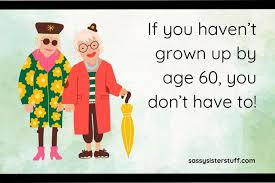 If you haven't
grown up by
age 60, you
don't have to!
sassysisterstuff.com